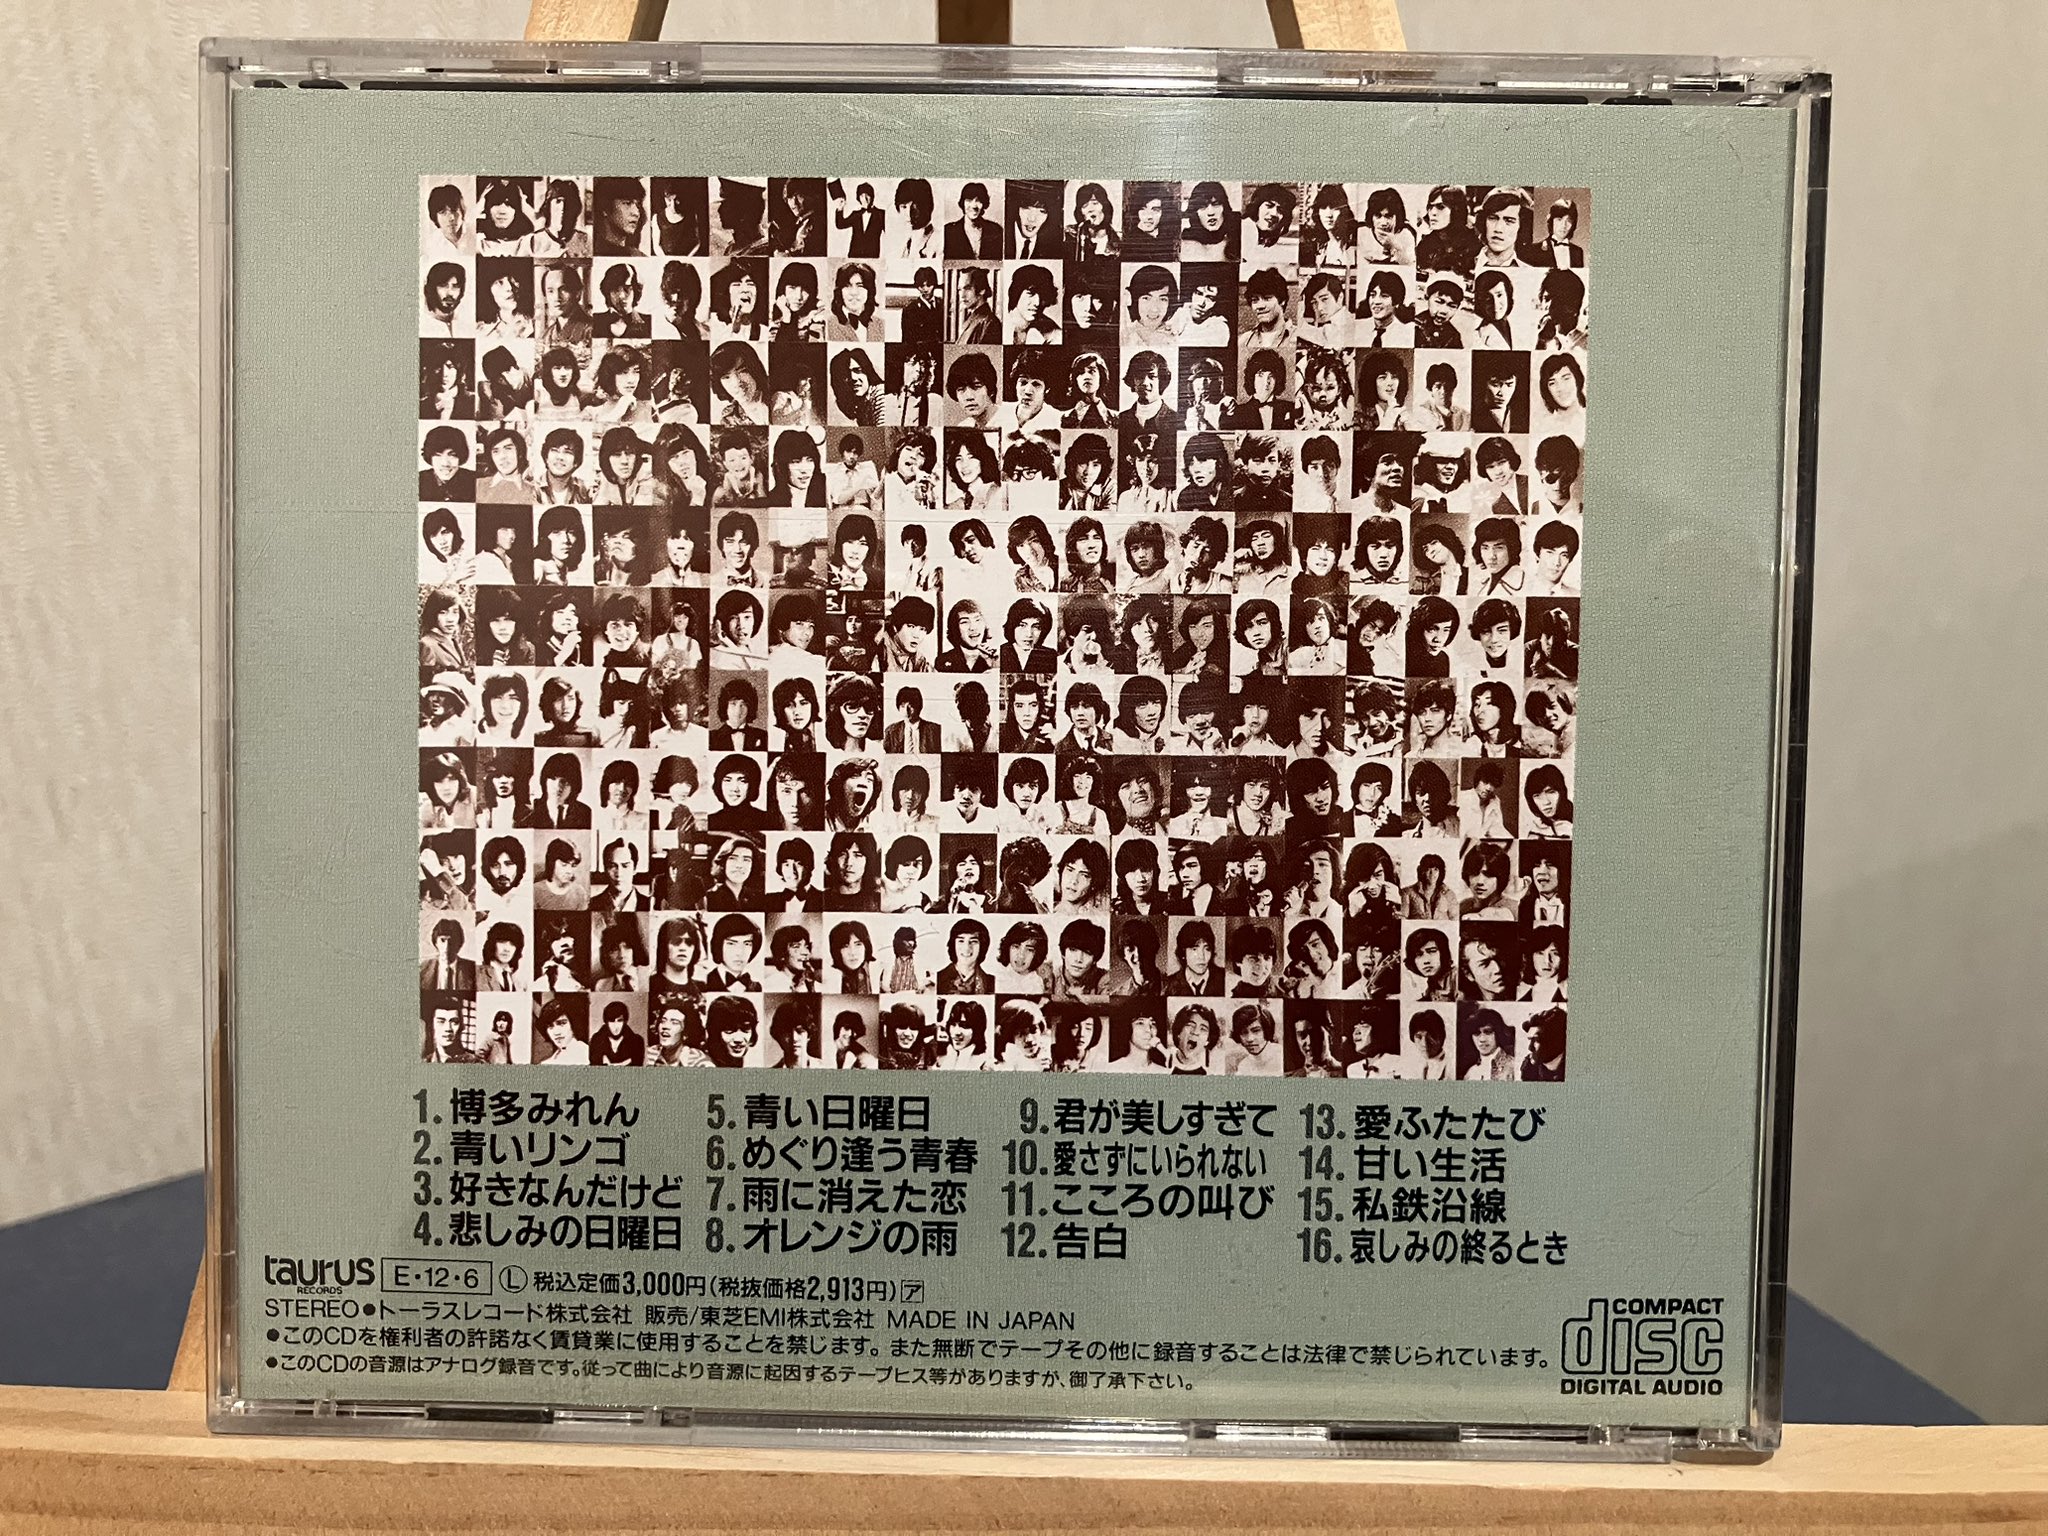 1. 博多みれん
2. 青いリンゴ
3. 好きなんだけど
4. 悲しみの日曜日
5. 青い日曜日
6. めぐり逢う青春
7. 雨に消えた恋
8. オレンジの雨
9. 君が美しすぎて
10. 愛さずにいられない
11. こころの叫び
12. 告白
13. 愛ふたたび
14. 甘い生活
15. 私鉄沿線
16. 哀しみの終るとき
taurus RECORDS E・12・6 Ⓛ 税込定価3,000円(税抜価格2,913円) ア
STEREO●トーラスレコード株式会社 販売/東芝EMI株式会社 MADE IN JAPAN
●このCDを権利者の許諾なく賃貸業に使用することを禁じます。また無断でテープその他に録音することは法律で禁じられています。
●このCDの音源はアナログ録音です。従って曲により音源に起因するテープヒス等がありますが、御了承下さい。
COMPACT
disc
DIGITAL AUDIO